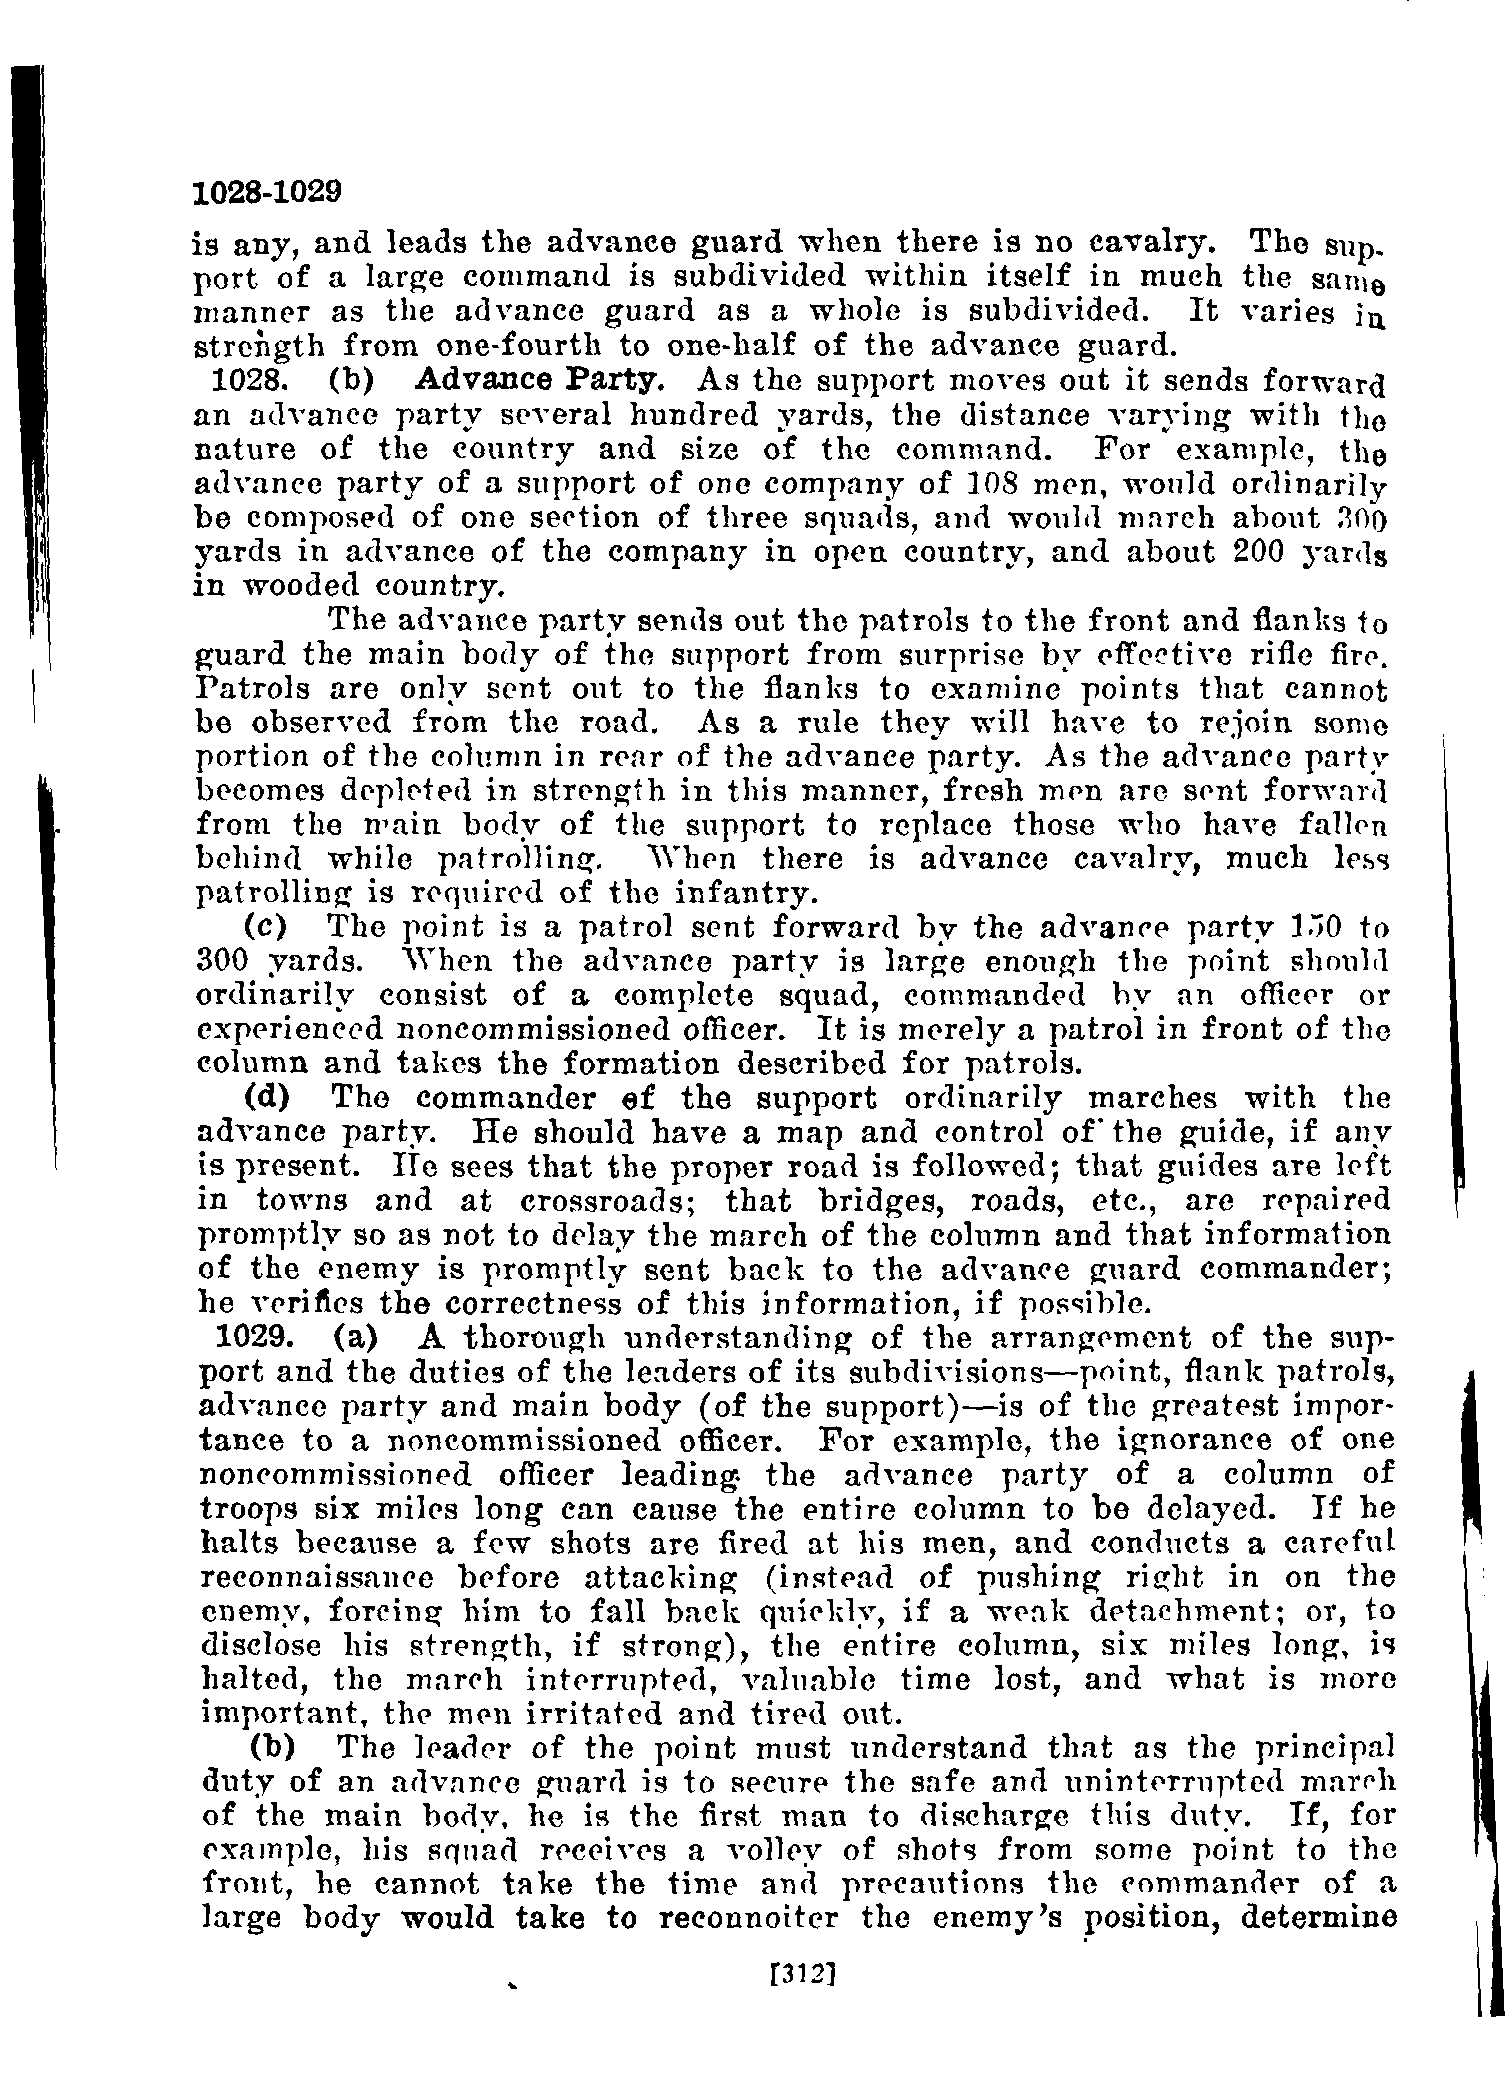 1028-1029
is any, and leads the advance guard when there is no cavalry. The sup-
port of a large command is subdivided within itself in much the same
manner as the advance guard as a whole is subdivided. It varies in
strength from one-fourth to one-half of the advance guard.
1028. (b) Advance Party. As the support moves out it sends forward
an advance party several hundred yards, the distance varying with the
nature of the country and size of the command. For example, the
advance party of a support of one company of 108 men, would ordinarily
be composed of one section of three squads, and would march about 300
yards in advance of the company in open country, and about 200 yards
in wooded country.
The advance party sends out the patrols to the front and flanks to
guard the main body of the support from surprise by effective rifle fire.
Patrols are only sent out to the flanks to examine points that cannot
be observed from the road. As a rule they will have to rejoin some
portion of the column in rear of the advance party. As the advance party
becomes depleted in strength in this manner, fresh men are sent forward
from the main body of the support to replace those who have fallen
behind while patrolling. When there is advance cavalry, much less
patrolling is required of the infantry.
(c) The point is a patrol sent forward by the advance party 150 to
300 yards. When the advance party is large enough the point should
ordinarily consist of a complete squad, commanded by an officer or
experienced noncommissioned officer. It is merely a patrol in front of the
column and takes the formation described for patrols.
(d) The commander of the support ordinarily marches with the
advance party. He should have a map and control of the guide, if any
is present. He sees that the proper road is followed; that guides are left
in towns and at crossroads; that bridges, roads, etc., are repaired
promptly so as not to delay the march of the column and that information
of the enemy is promptly sent back to the advance guard commander;
he verifies the correctness of this information, if possible.
1029. (a) A thorough understanding of the arrangement of the sup-
port and the duties of the leaders of its subdivisions—point, flank patrols,
advance party and main body (of the support)—is of the greatest impor-
tance to a noncommissioned officer. For example, the ignorance of one
noncommissioned officer leading the advance party of a column of
troops six miles long can cause the entire column to be delayed. If he
halts because a few shots are fired at his men, and conducts a careful
reconnaissance before attacking (instead of pushing right in on the
enemy, forcing him to fall back quickly, if a weak detachment; or, to
disclose his strength, if strong), the entire column, six miles long, is
halted, the march interrupted, valuable time lost, and what is more
important, the men irritated and tired out.
(b) The leader of the point must understand that as the principal
duty of an advance guard is to secure the safe and uninterrupted march
of the main body, he is the first man to discharge this duty. If, for
example, his squad receives a volley of shots from some point to the
front, he cannot take the time and precautions the commander of a
large body would take to reconnoiter the enemy's position, determine
[312]